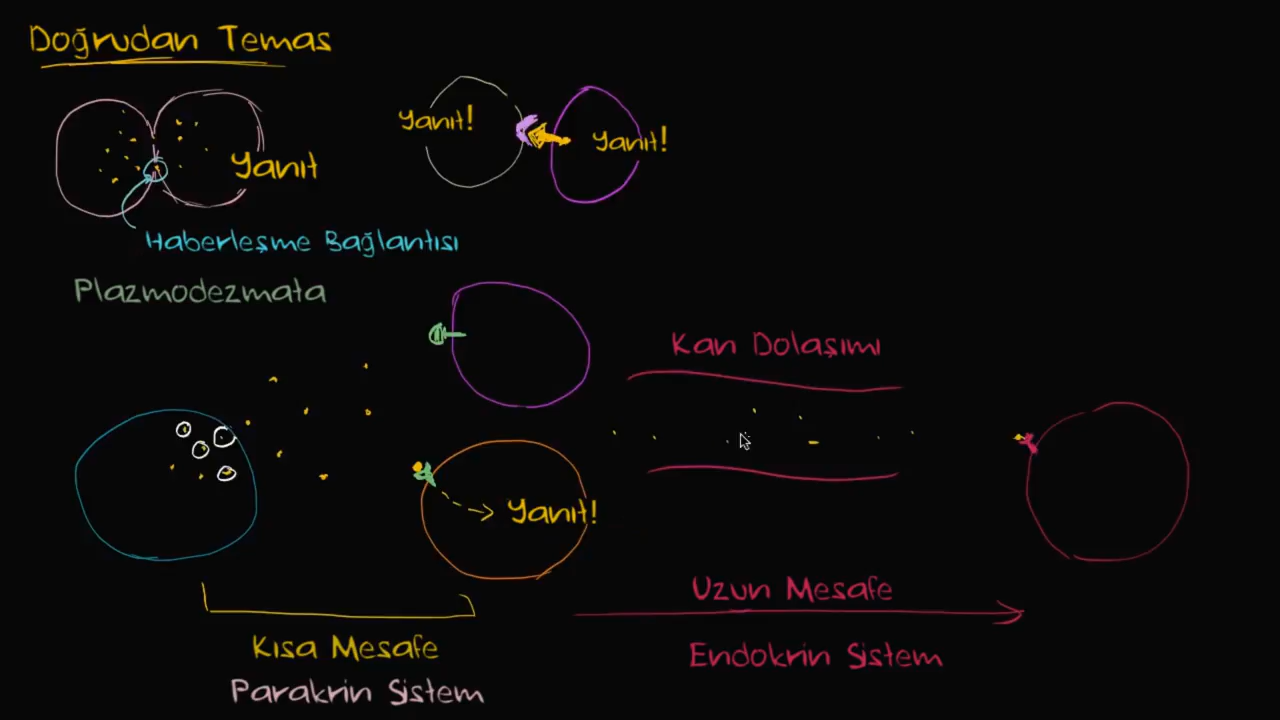 Doğrudan Temas
Yanıt!
Yanıt!
Yanıt
Haberleşme Bağlantısı
Plazmodezmata
Kan Dolaşımı
Yanıt!
Uzun Mesafe
Kısa Mesafe
Endokrin Sistem
Parakrin Sistem